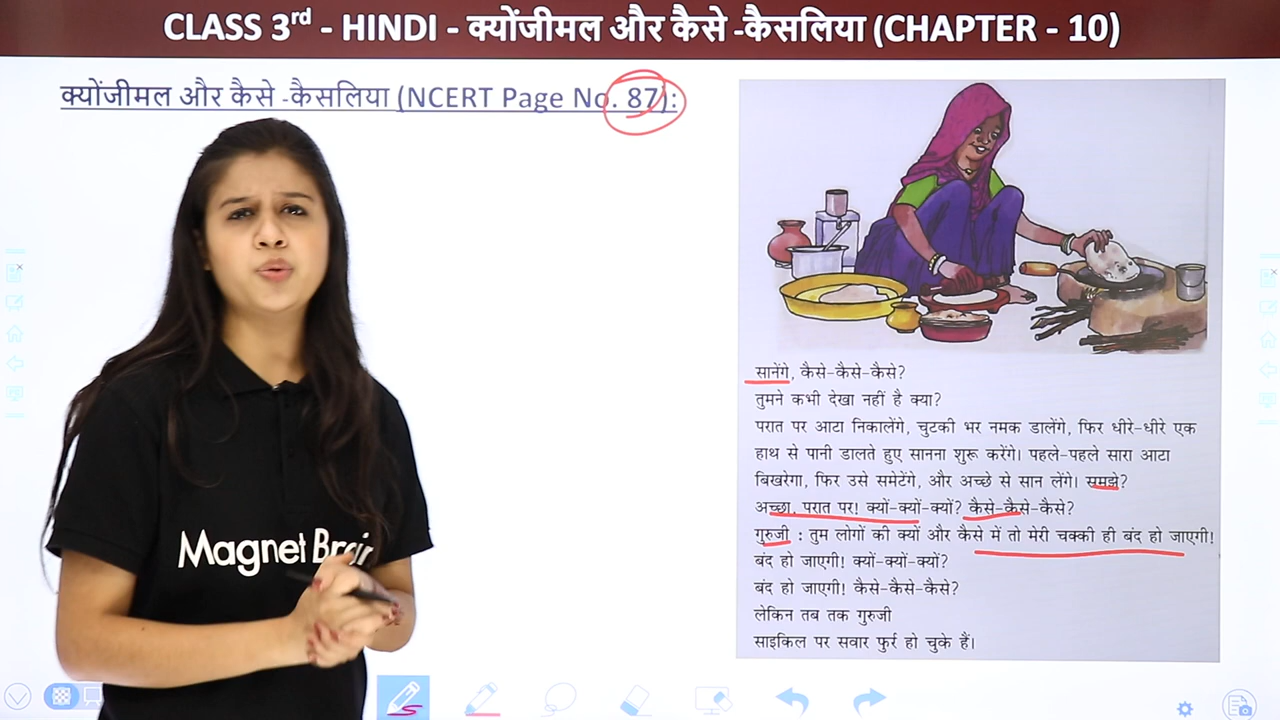 CLASS 3rd - HINDI - क्योंजीमल और कैसे -कैसलिया (CHAPTER - 10)
क्योंजीमल और कैसे -कैसलिया (NCERT Page No. 87):
सानेंगे, कैसे-कैसे-कैसे?
तुमने कभी देखा नहीं है क्या?
परात पर आटा निकालेंगे, चुटकी भर नमक डालेंगे, फिर धीरे-धीरे एक
हाथ से पानी डालते हुए सानना शुरू करेंगे। पहले-पहले सारा आटा
बिखरेगा, फिर उसे समेटेंगे, और अच्छे से सान लेंगे। समझे?
अच्छा, परात पर! क्यों-क्यों-क्यों? कैसे-कैसे-कैसे?
गुरुजी : तुम लोगों की क्यों और कैसे में तो मेरी चक्की ही बंद हो जाएगी!
बंद हो जाएगी! क्यों-क्यों-क्यों?
बंद हो जाएगी! कैसे-कैसे-कैसे?
लेकिन तब तक गुरुजी
साइकिल पर सवार फुर्र हो चुके हैं।
Magnet Brain